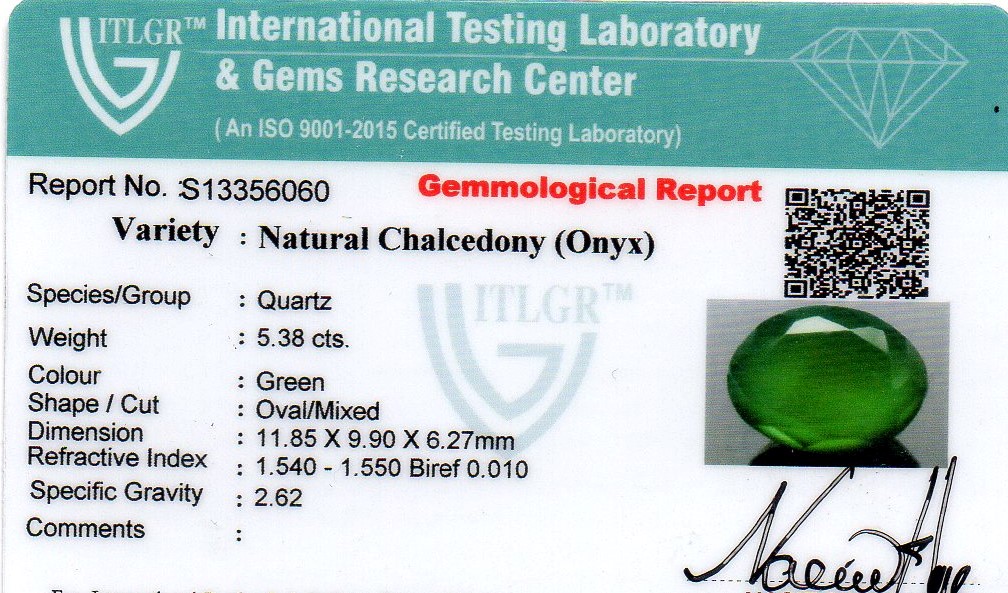 ITLGR™ International Testing Laboratory
& Gems Research Center
( An ISO 9001-2015 Certified Testing Laboratory)
Report No. :S13356060 Gemmological Report
Variety : Natural Chalcedony (Onyx)
ITLGR™
Species/Group : Quartz
Weight : 5.38 cts.
Colour : Green
Shape / Cut : Oval/Mixed
Dimension : 11.85 X 9.90 X 6.27mm
Refractive Index : 1.540 - 1.550 Biref 0.010
Specific Gravity : 2.62
Comments :